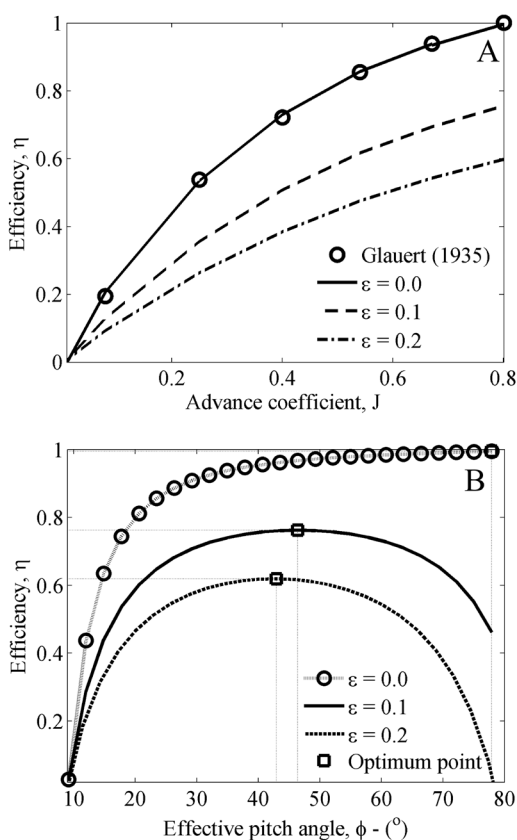 1
A
0.8
0.6
0.4
0.2
0
Efficiency, η
Glauert (1935)
ε = 0.0
ε = 0.1
ε = 0.2
0.2 0.4 0.6 0.8
Advance coefficient, J
1
B
0.8
0.6
0.4
0.2
Efficiency, η
ε = 0.0
ε = 0.1
ε = 0.2
Optimum point
10 20 30 40 50 60 70 80
Effective pitch angle, ϕ - (°)